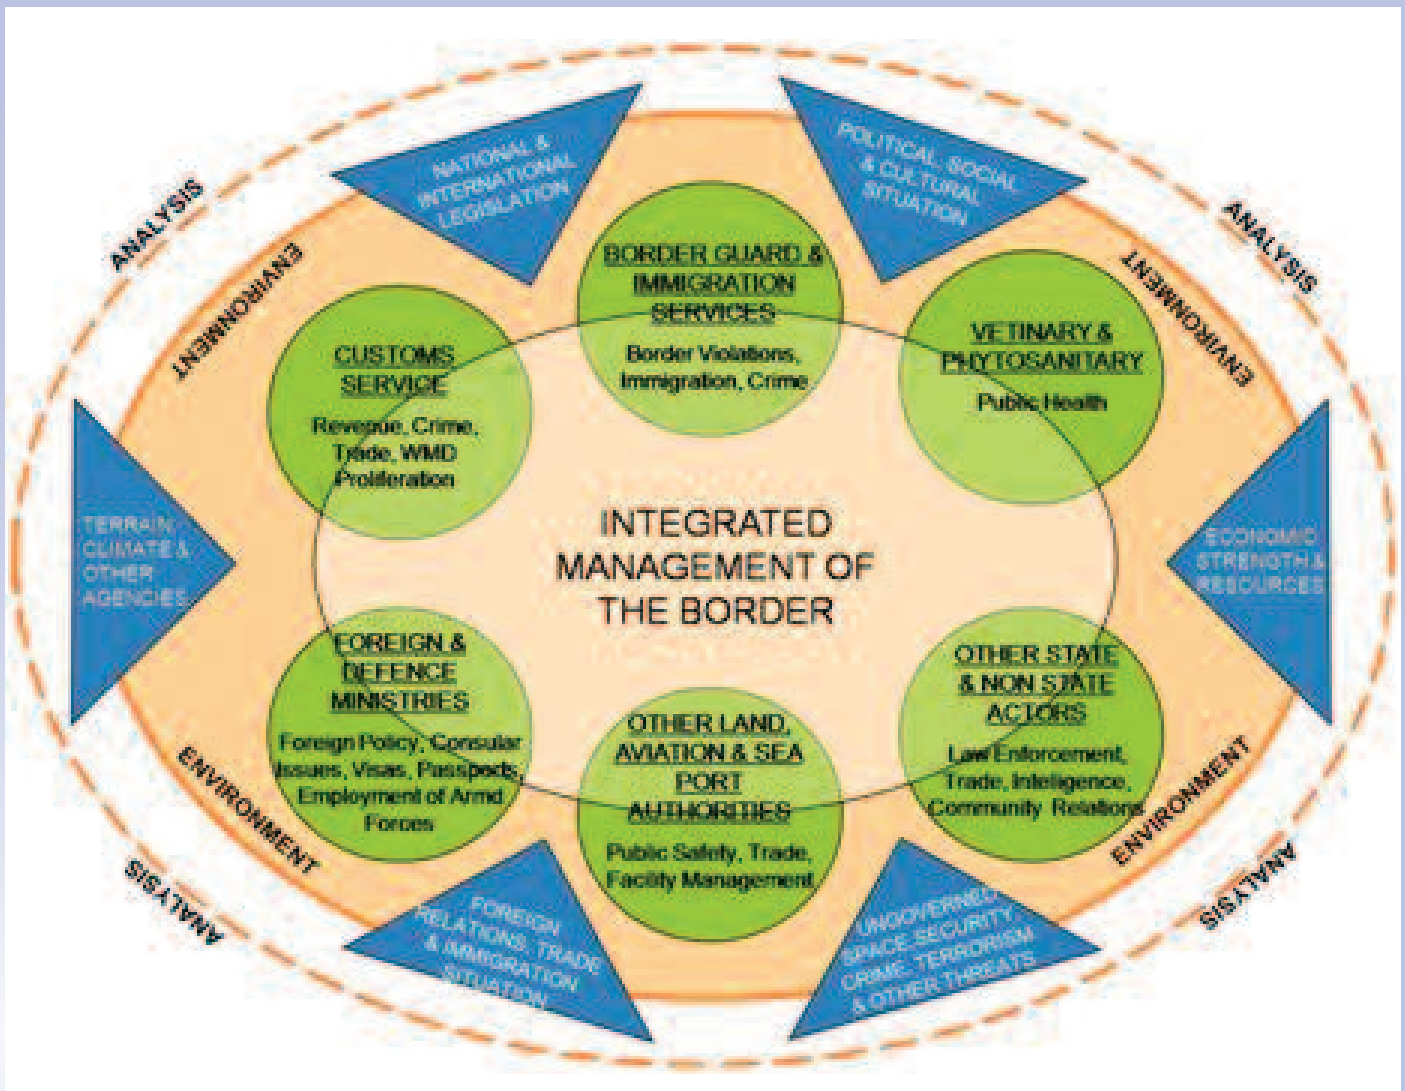 ANALYSIS
ANALYSIS
ENVIRONMENT
ENVIRONMENT
NATIONAL &
INTERNATIONAL
LEGISLATION
POLITICAL, SOCIAL
& CULTURAL
SITUATION
BORDER GUARD &
IMMIGRATION
SERVICES
Border Violations,
Immigration, Crime
CUSTOMS
SERVICE
Revenue, Crime,
Trade, WMD
Proliferation
VETINARY &
PHYTOSANITARY
Public Health
TERRAIN,
CLIMATE &
OTHER
AGENCIES
INTEGRATED
MANAGEMENT OF
THE BORDER
ECONOMIC
STRENGTH &
RESOURCES
FOREIGN &
DEFENCE
MINISTRIES
Foreign Policy, Consular
Issues, Visas, Passports,
Employment of Armd
Forces
OTHER LAND,
AVIATION & SEA
PORT
AUTHORITIES
Public Safety, Trade,
Facility Management
OTHER STATE
& NON STATE
ACTORS
Law Enforcement,
Trade, Inteligence,
Community Relations
ENVIRONMENT
ENVIRONMENT
FOREIGN
RELATIONS, TRADE
& IMMIGRATION
SITUATION
UNGOVERNED
SPACE, SECURITY,
CRIME, TERRORISM
& OTHER THREATS
ANALYSIS
ANALYSIS